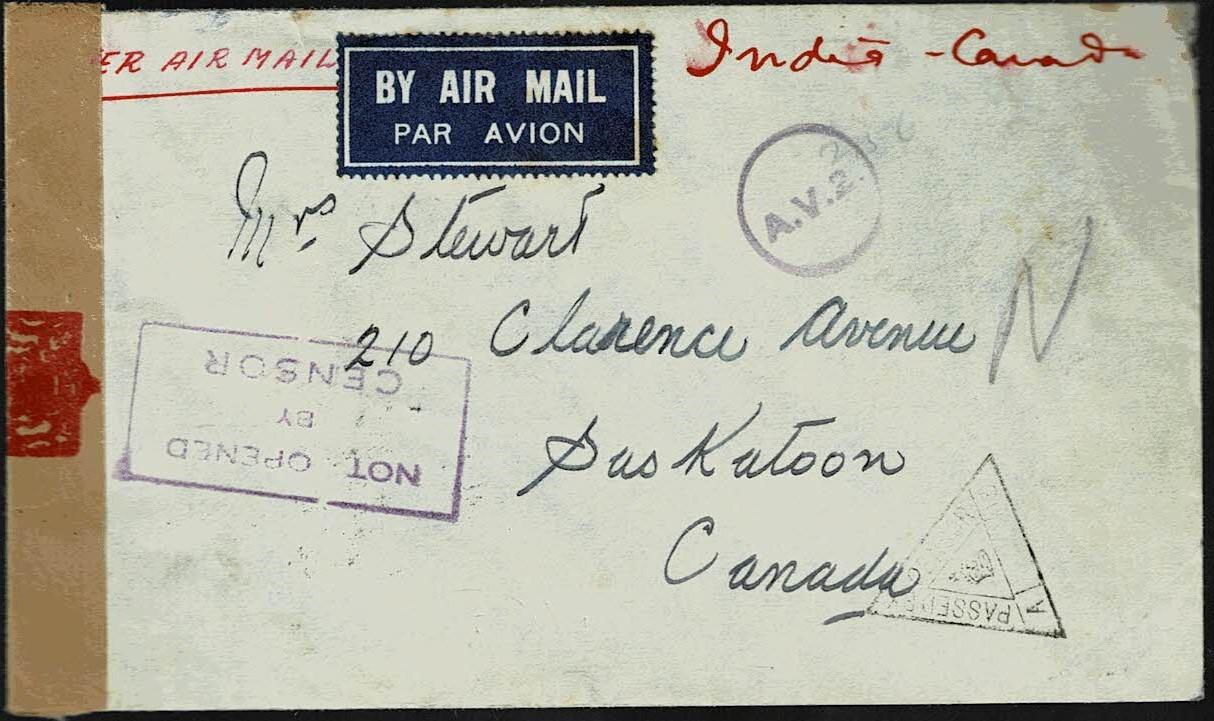 ER AIR MAIL
BY AIR MAIL
PAR AVION
India - Canada
A.V.2.
Mrs Stewart
210 Clarence Avenue
N
Saskatoon
Canada
NOT OPENED
BY
CENSOR
PASSED